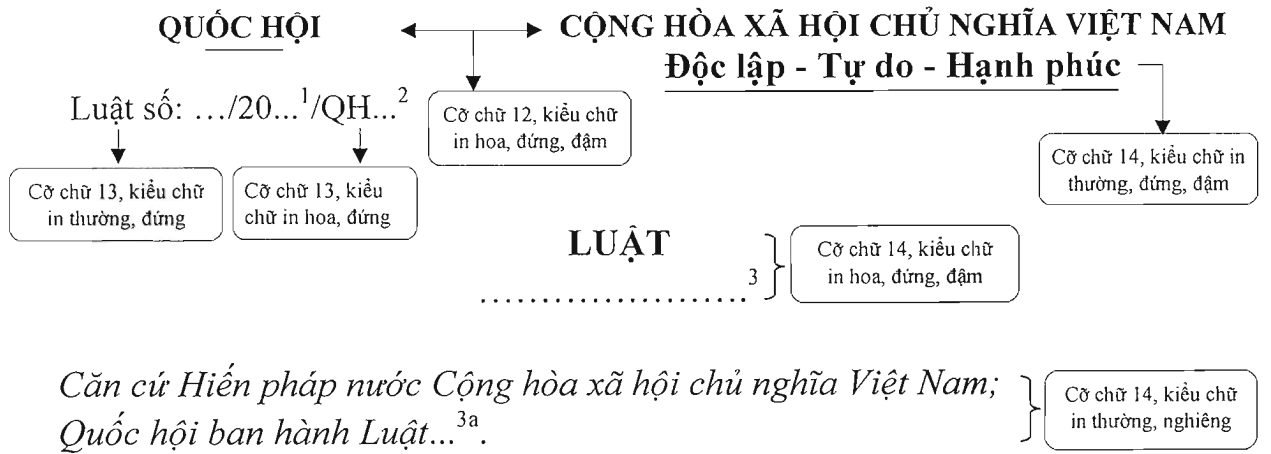 QUỐC HỘI
CỘNG HÒA XÃ HỘI CHỦ NGHĨA VIỆT NAM
Độc lập - Tự do - Hạnh phúc
Luật số: .../20...1/QH...2
Cỡ chữ 12, kiểu chữ
in hoa, đứng, đậm
Cỡ chữ 14, kiểu chữ in
thường, đứng, đậm
Cỡ chữ 13, kiểu chữ
in thường, đứng
Cỡ chữ 13, kiểu
chữ in hoa, đứng
LUẬT
..............................3
Cỡ chữ 14, kiểu chữ
in hoa, đứng, đậm
Căn cứ Hiến pháp nước Cộng hòa xã hội chủ nghĩa Việt Nam;
Quốc hội ban hành Luật...3a.
Cỡ chữ 14, kiểu chữ
in thường, nghiêng